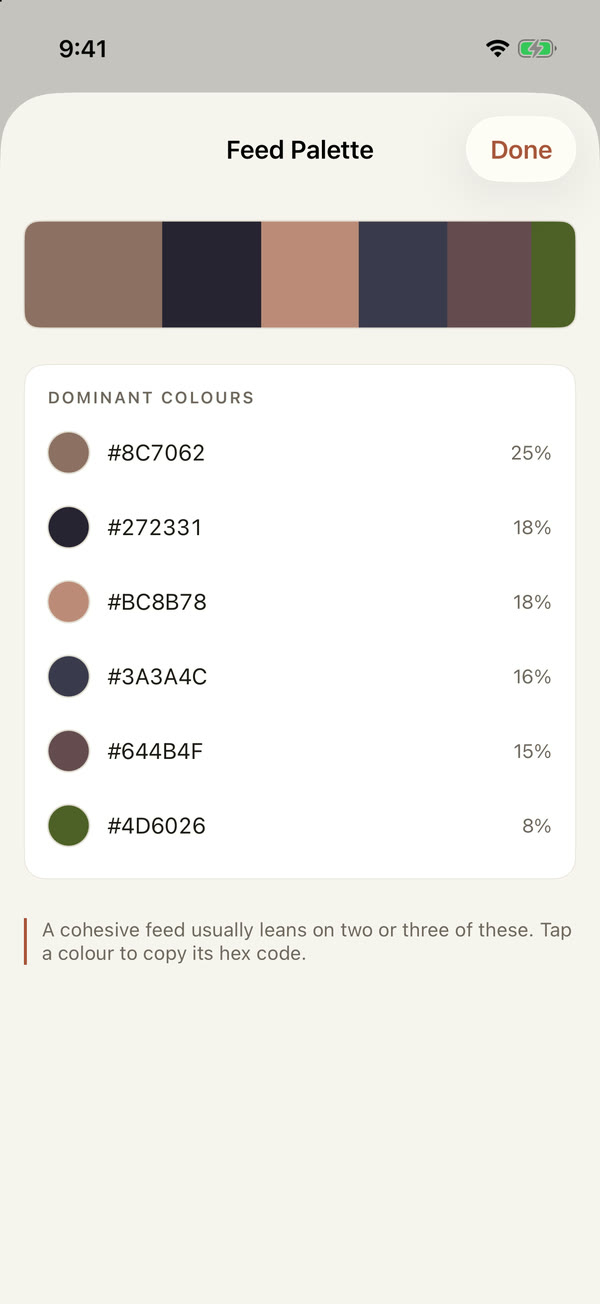 9:41
Feed Palette
Done
DOMINANT COLOURS
#8C7062
25%
#272331
18%
#BC8B78
18%
#3A3A4C
16%
#644B4F
15%
#4D6026
8%
A cohesive feed usually leans on two or three of these. Tap
a colour to copy its hex code.